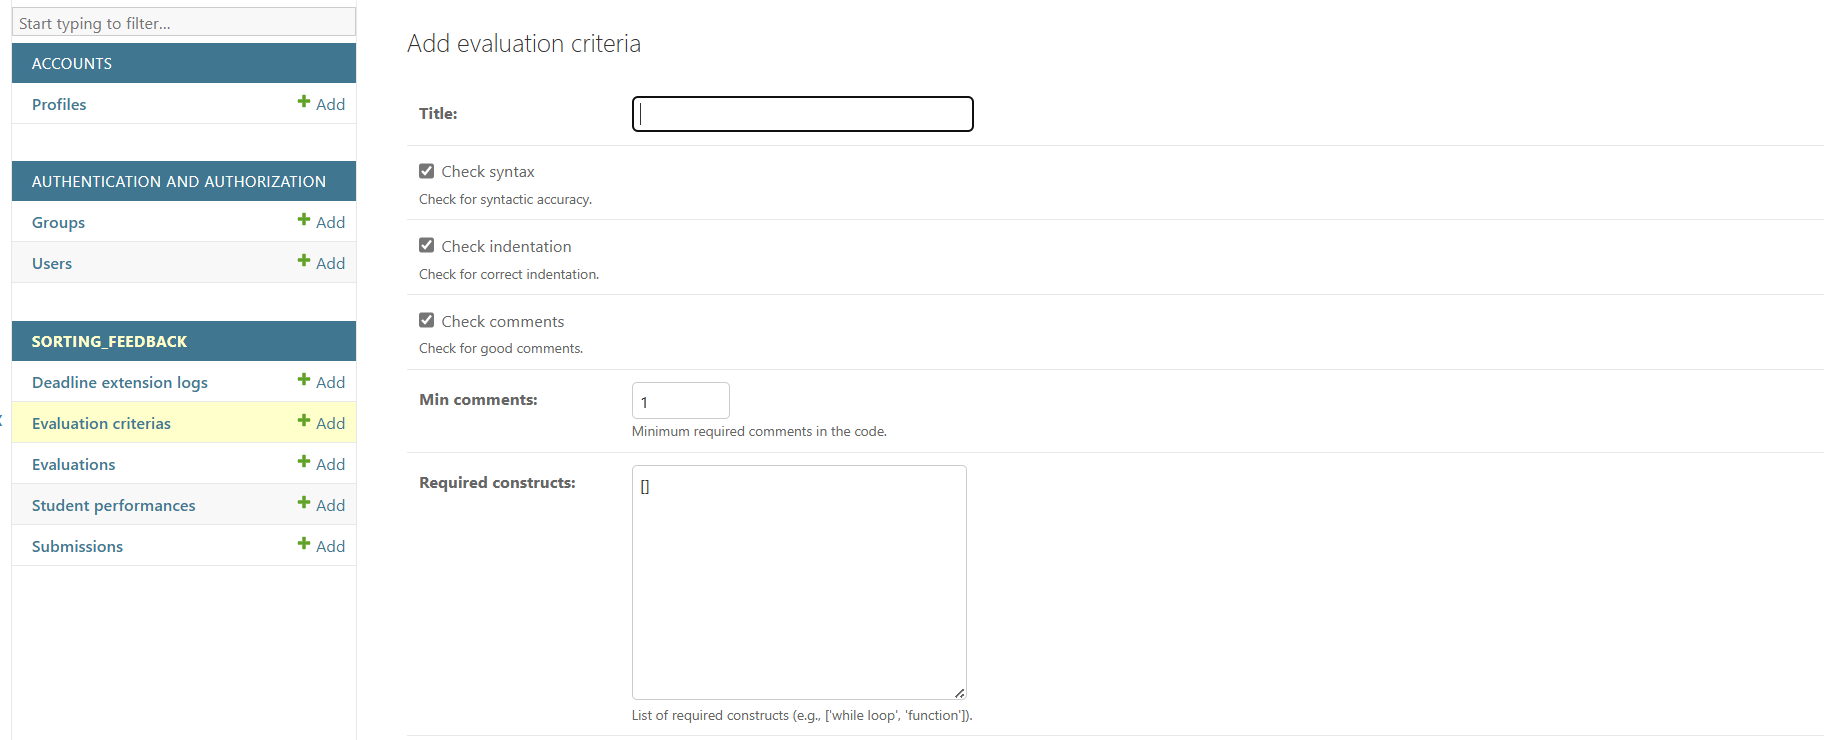 Start typing to filter...
ACCOUNTS
Profiles
Add
AUTHENTICATION AND AUTHORIZATION
Groups
Add
Users
Add
SORTING_FEEDBACK
Deadline extension logs
Add
Evaluation criterias
Add
Evaluations
Add
Student performances
Add
Submissions
Add
Add evaluation criteria
Title:
Check syntax
Check for syntactic accuracy.
Check indentation
Check for correct indentation.
Check comments
Check for good comments.
Min comments:
1
Minimum required comments in the code.
Required constructs:
[]
List of required constructs (e.g., ['while loop', 'function']).